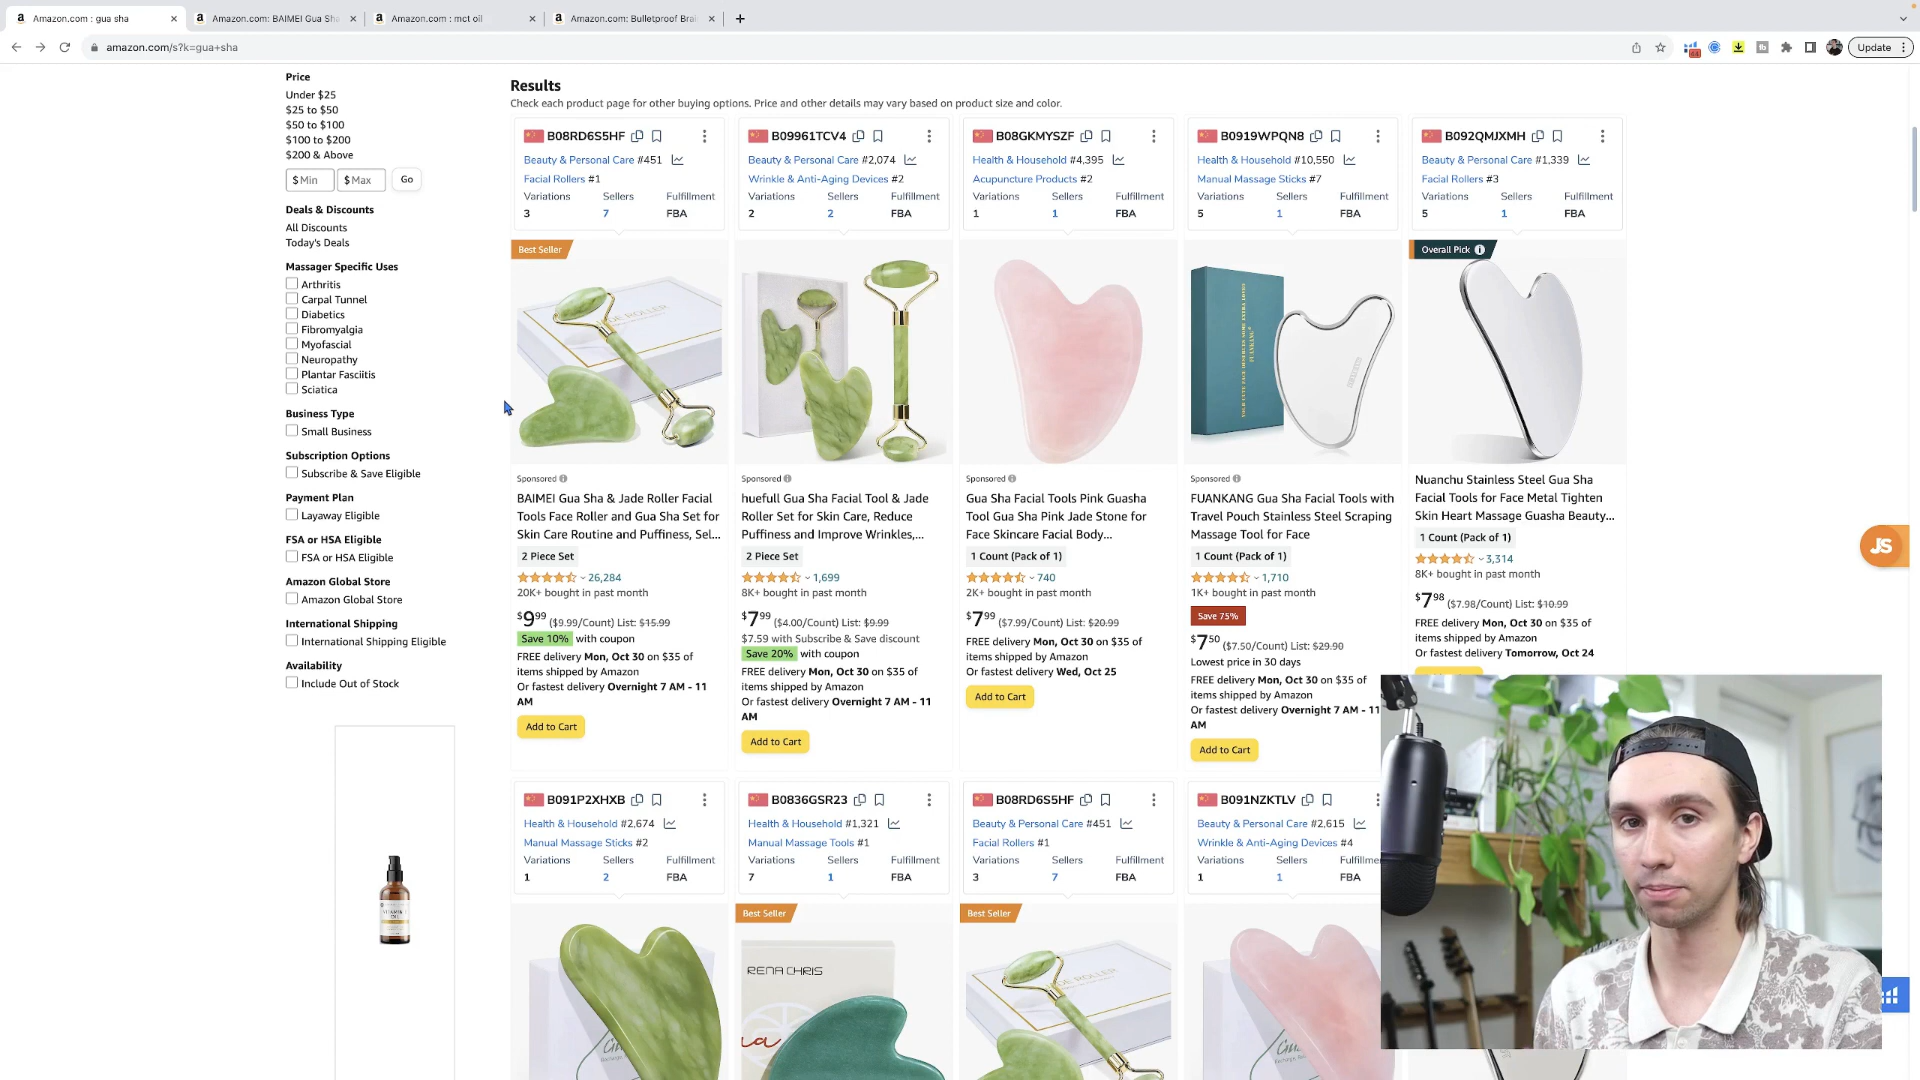 Amazon.com : gua sha
Amazon.com: BAIMEI Gua Sha
Amazon.com : mct oil
Amazon.com: Bulletproof Brai
amazon.com/s?k=gua+sha
Update
Price
Under $25
$25 to $50
$50 to $100
$100 to $200
$200 & Above
$ Min
$ Max
Go
Deals & Discounts
All Discounts
Today's Deals
Massager Specific Uses
Arthritis
Carpal Tunnel
Diabetics
Fibromyalgia
Myofascial
Neuropathy
Plantar Fasciitis
Sciatica
Business Type
Small Business
Subscription Options
Subscribe & Save Eligible
Payment Plan
Layaway Eligible
FSA or HSA Eligible
FSA or HSA Eligible
Amazon Global Store
Amazon Global Store
International Shipping
International Shipping Eligible
Availability
Include Out of Stock
VITAMIN
OIL
Results
Check each product page for other buying options. Price and other details may vary based on product size and color.
B08RD6S5HF
Beauty & Personal Care #451
Facial Rollers #1
Variations Sellers Fulfillment
3 7 FBA
Best Seller
JADE ROLLER
Sponsored
BAIMEI Gua Sha & Jade Roller Facial
Tools Face Roller and Gua Sha Set for
Skin Care Routine and Puffiness, Sel...
2 Piece Set
26,284
20K+ bought in past month
$9.99 ($9.99/Count) List: $15.99
Save 10% with coupon
FREE delivery Mon, Oct 30 on $35 of
items shipped by Amazon
Or fastest delivery Overnight 7 AM - 11
AM
Add to Cart
B09961TCV4
Beauty & Personal Care #2,074
Wrinkle & Anti-Aging Devices #2
Variations Sellers Fulfillment
2 2 FBA
Sponsored
huefull Gua Sha Facial Tool & Jade
Roller Set for Skin Care, Reduce
Puffiness and Improve Wrinkles,...
2 Piece Set
1,699
8K+ bought in past month
$7.99 ($4.00/Count) List: $9.99
$7.59 with Subscribe & Save discount
Save 20% with coupon
FREE delivery Mon, Oct 30 on $35 of
items shipped by Amazon
Or fastest delivery Overnight 7 AM - 11
AM
Add to Cart
B08GKMYSZF
Health & Household #4,395
Acupuncture Products #2
Variations Sellers Fulfillment
1 1 FBA
Sponsored
Gua Sha Facial Tools Pink Guasha
Tool Gua Sha Pink Jade Stone for
Face Skincare Facial Body...
1 Count (Pack of 1)
740
2K+ bought in past month
$7.99 ($7.99/Count) List: $20.99
FREE delivery Mon, Oct 30 on $35 of
items shipped by Amazon
Or fastest delivery Wed, Oct 25
Add to Cart
B0919WPQN8
Health & Household #10,550
Manual Massage Sticks #7
Variations Sellers Fulfillment
5 1 FBA
Sponsored
FUANKANG Gua Sha Facial Tools with
Travel Pouch Stainless Steel Scraping
Massage Tool for Face
1 Count (Pack of 1)
1,710
1K+ bought in past month
Save 75%
$7.50 ($7.50/Count) List: $29.90
Lowest price in 30 days
FREE delivery Mon, Oct 30 on $35 of
items shipped by Amazon
Or fastest delivery Overnight 7 AM - 11
AM
Add to Cart
B092QMJXMH
Beauty & Personal Care #1,339
Facial Rollers #3
Variations Sellers Fulfillment
5 1 FBA
Overall Pick
Nuanchu Stainless Steel Gua Sha
Facial Tools for Face Metal Tighten
Skin Heart Massage Guasha Beauty...
1 Count (Pack of 1)
3,314
8K+ bought in past month
$7.98 ($7.98/Count) List: $10.99
FREE delivery Mon, Oct 30 on $35 of
items shipped by Amazon
Or fastest delivery Tomorrow, Oct 24
JS
B091P2XHXB
Health & Household #2,674
Manual Massage Sticks #2
Variations Sellers Fulfillment
1 2 FBA
B0836GSR23
Health & Household #1,321
Manual Massage Tools #1
Variations Sellers Fulfillment
7 1 FBA
Best Seller
RENA CHRIS
B08RD6S5HF
Beauty & Personal Care #451
Facial Rollers #1
Variations Sellers Fulfillment
3 7 FBA
Best Seller
JADE ROLLER
B091NZKTLV
Beauty & Personal Care #2,615
Wrinkle & Anti-Aging Devices #4
Variations Sellers Fulfillme
1 1 FBA